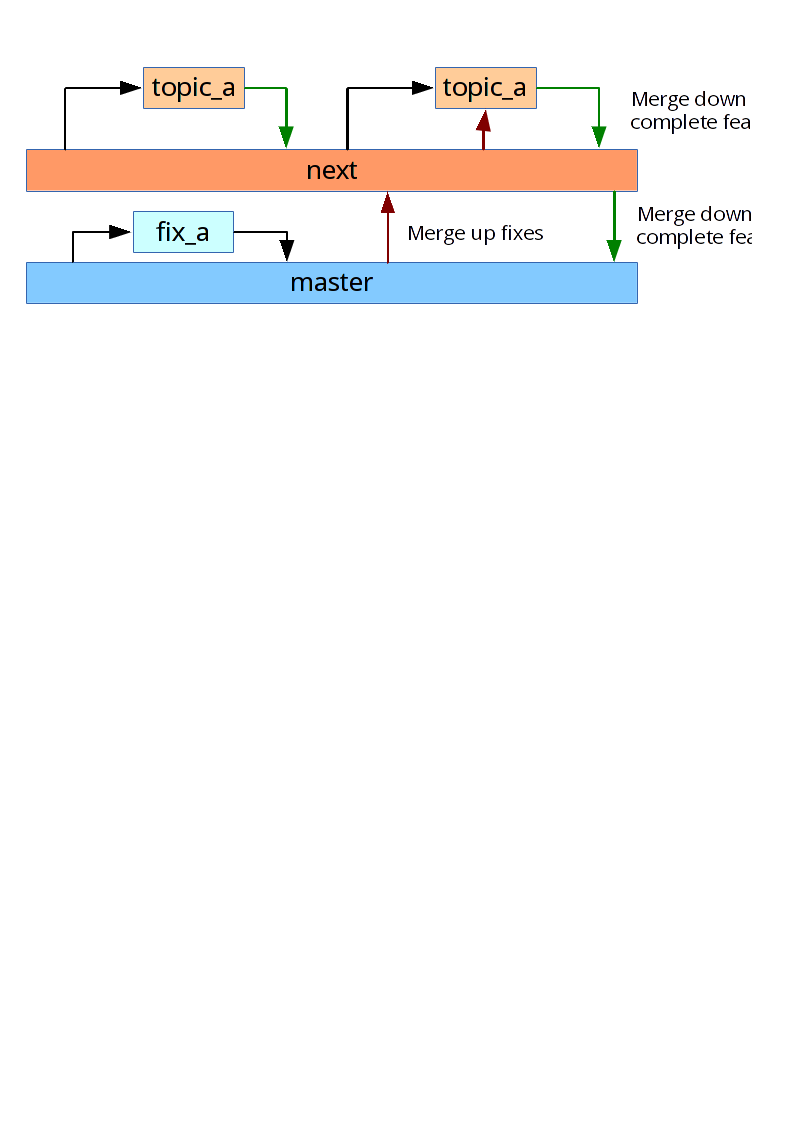 topic_a
topic_a
Merge down
complete fea
next
fix_a
Merge up fixes
Merge down
complete fea
master